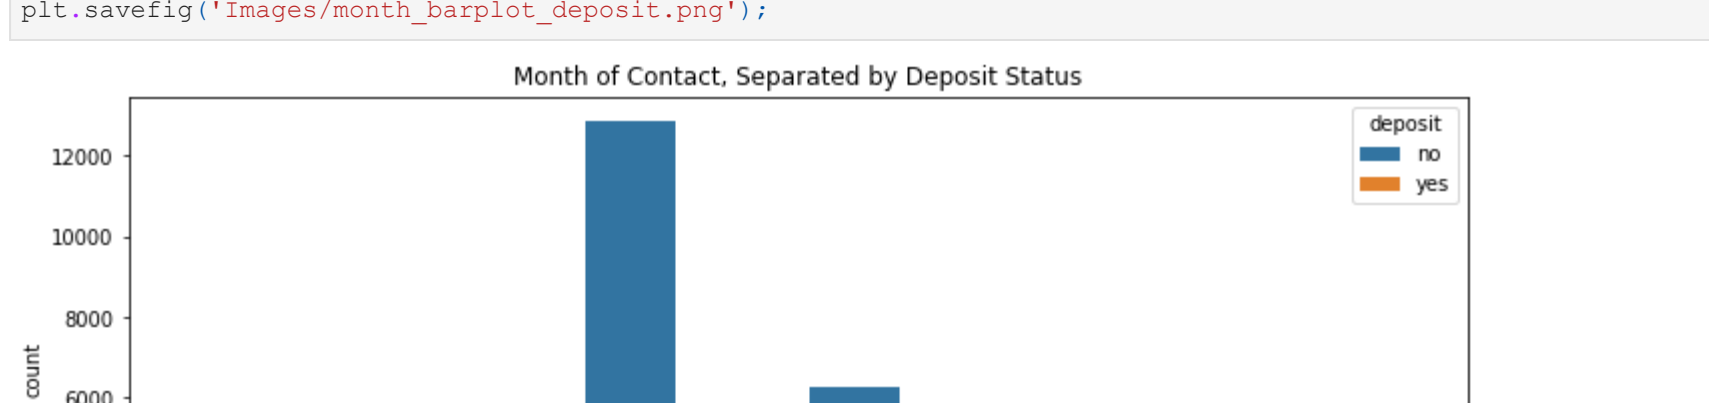 plt.savefig('Images/month_barplot_deposit.png');
Month of Contact, Separated by Deposit Status
deposit
no
yes
12000
10000
8000
6000
count